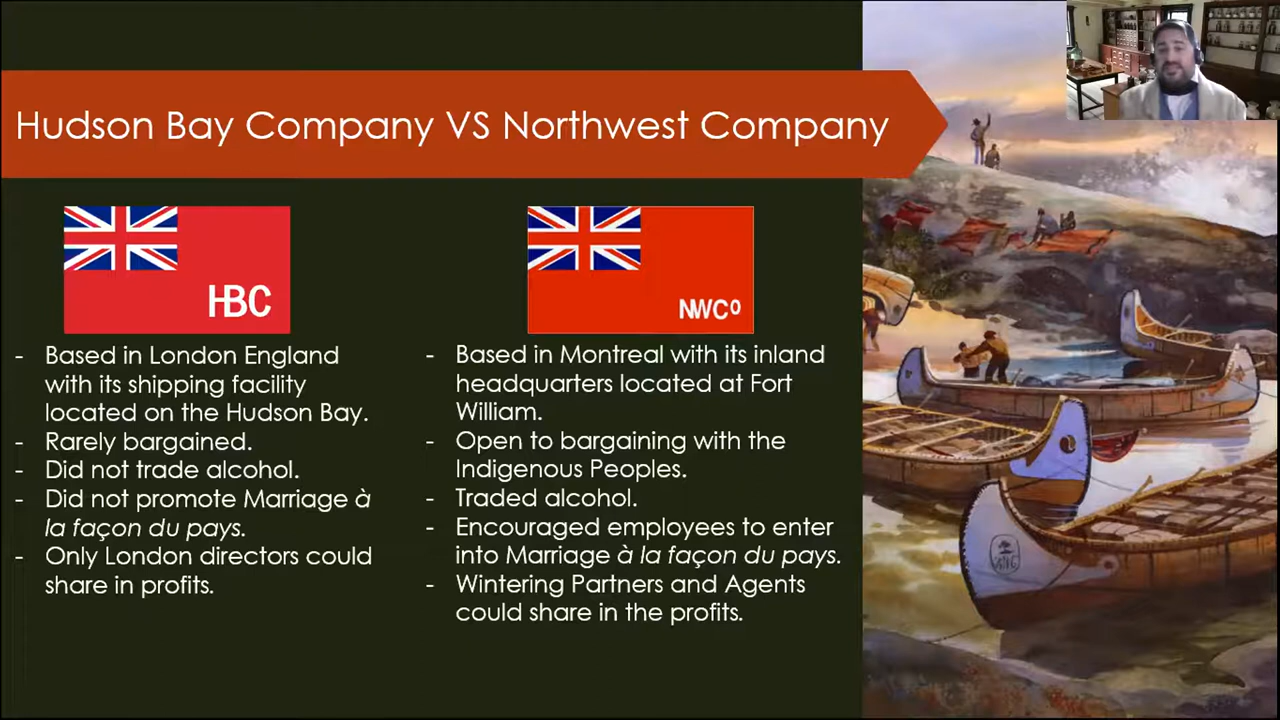 Hudson Bay Company VS Northwest Company
HBC
- Based in London England
with its shipping facility
located on the Hudson Bay.
- Rarely bargained.
- Did not trade alcohol.
- Did not promote Marriage à
la façon du pays.
- Only London directors could
share in profits.
NWCo
- Based in Montreal with its inland
headquarters located at Fort
William.
- Open to bargaining with the
Indigenous Peoples.
- Traded alcohol.
- Encouraged employees to enter
into Marriage à la façon du pays.
- Wintering Partners and Agents
could share in the profits.